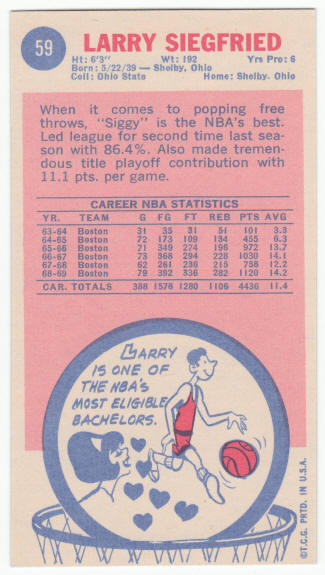 59
LARRY SIEGFRIED
Ht: 6'3" Wt: 192 Yrs Pro: 6
Born: 5/22/39 — Shelby, Ohio
Coll: Ohio State Home: Shelby, Ohio
When it comes to popping free
throws, "Siggy" is the NBA's best.
Led league for second time last sea-
son with 86.4%. Also made tremen-
dous title playoff contribution with
11.1 pts. per game.
CAREER NBA STATISTICS
YR. TEAM G FG FT REB PTS AVG
63-64 Boston 31 35 31 51 101 3.3
64-65 Boston 72 173 109 134 455 6.3
65-66 Boston 71 349 274 196 972 13.7
66-67 Boston 73 368 294 228 1030 14.1
67-68 Boston 62 261 236 215 758 12.2
68-69 Boston 79 392 336 282 1120 14.2
CAR. TOTALS 388 1578 1280 1106 4436 11.4
LARRY
IS ONE OF
THE NBA'S
MOST ELIGIBLE
BACHELORS.
©T.C.G. PRTD. IN U.S.A.